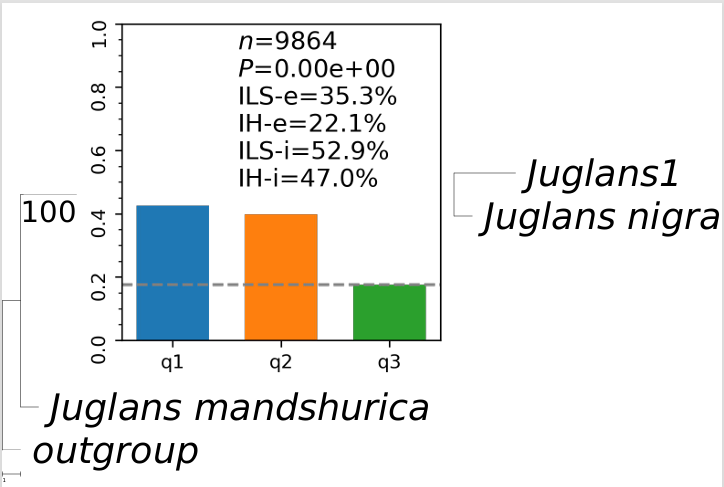 1.0
0.8
0.6
0.4
0.2
0.0
n=9864
P=0.00e+00
ILS-e=35.3%
IH-e=22.1%
ILS-i=52.9%
IH-i=47.0%
q1 q2 q3
100
Juglans1
Juglans nigra
Juglans mandshurica
outgroup
1